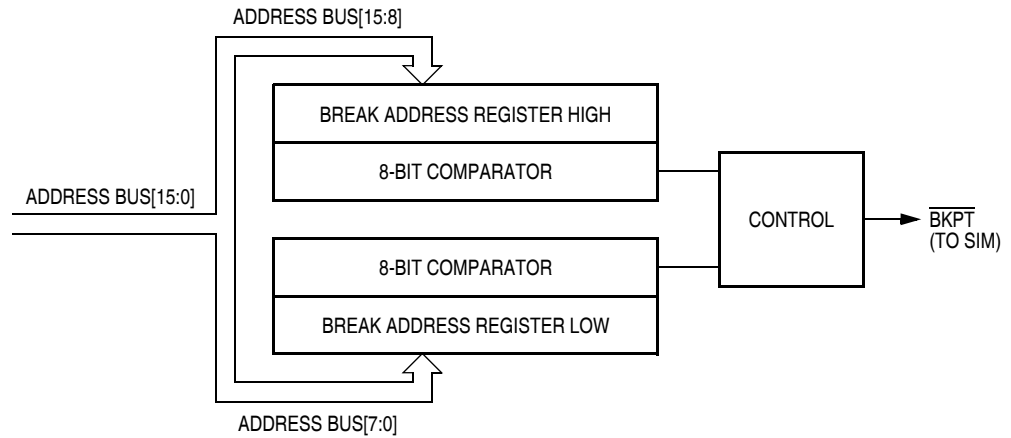 ADDRESS BUS[15:8]
BREAK ADDRESS REGISTER HIGH
8-BIT COMPARATOR
ADDRESS BUS[15:0]
CONTROL
BKPT
(TO SIM)
8-BIT COMPARATOR
BREAK ADDRESS REGISTER LOW
ADDRESS BUS[7:0]